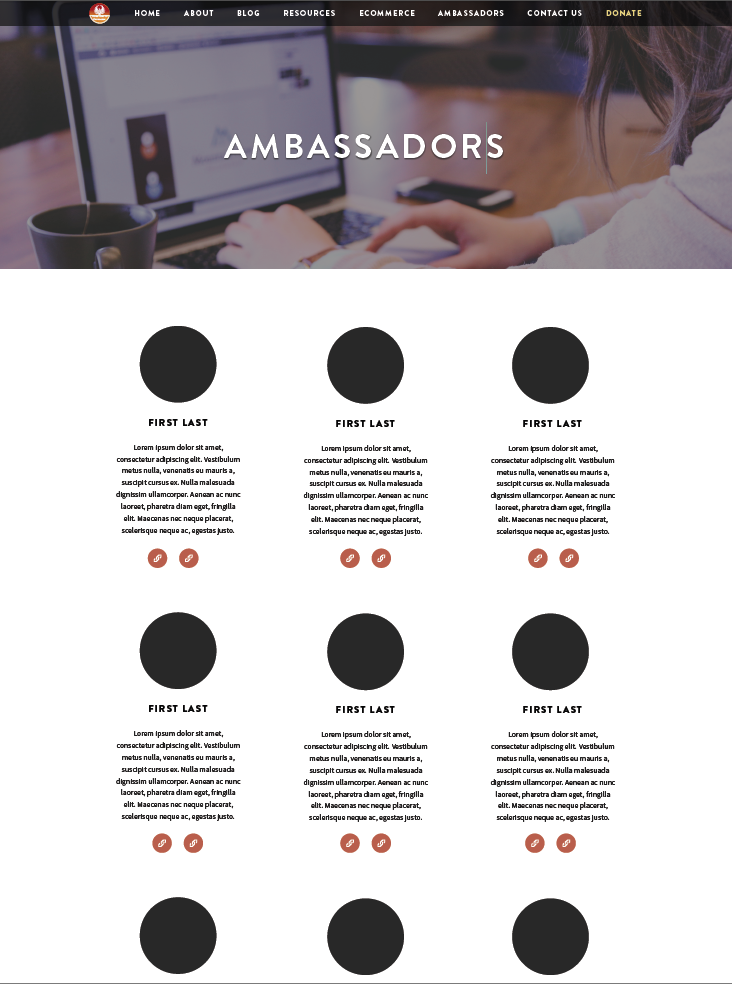 HOME ABOUT BLOG RESOURCES ECOMMERCE AMBASSADORS CONTACT US DONATE
AMBASSADORS
FIRST LAST
Lorem ipsum dolor sit amet,
consectetur adipiscing elit. Vestibulum
metus nulla, venenatis eu mauris a,
suscipit cursus ex. Nulla malesuada
dignissim ullamcorper. Aenean ac nunc
laoreet, pharetra diam eget, fringilla
elit. Maecenas nec neque placerat,
scelerisque neque ac, egestas justo.
FIRST LAST
Lorem ipsum dolor sit amet,
consectetur adipiscing elit. Vestibulum
metus nulla, venenatis eu mauris a,
suscipit cursus ex. Nulla malesuada
dignissim ullamcorper. Aenean ac nunc
laoreet, pharetra diam eget, fringilla
elit. Maecenas nec neque placerat,
scelerisque neque ac, egestas justo.
FIRST LAST
Lorem ipsum dolor sit amet,
consectetur adipiscing elit. Vestibulum
metus nulla, venenatis eu mauris a,
suscipit cursus ex. Nulla malesuada
dignissim ullamcorper. Aenean ac nunc
laoreet, pharetra diam eget, fringilla
elit. Maecenas nec neque placerat,
scelerisque neque ac, egestas justo.
FIRST LAST
Lorem ipsum dolor sit amet,
consectetur adipiscing elit. Vestibulum
metus nulla, venenatis eu mauris a,
suscipit cursus ex. Nulla malesuada
dignissim ullamcorper. Aenean ac nunc
laoreet, pharetra diam eget, fringilla
elit. Maecenas nec neque placerat,
scelerisque neque ac, egestas justo.
FIRST LAST
Lorem ipsum dolor sit amet,
consectetur adipiscing elit. Vestibulum
metus nulla, venenatis eu mauris a,
suscipit cursus ex. Nulla malesuada
dignissim ullamcorper. Aenean ac nunc
laoreet, pharetra diam eget, fringilla
elit. Maecenas nec neque placerat,
scelerisque neque ac, egestas justo.
FIRST LAST
Lorem ipsum dolor sit amet,
consectetur adipiscing elit. Vestibulum
metus nulla, venenatis eu mauris a,
suscipit cursus ex. Nulla malesuada
dignissim ullamcorper. Aenean ac nunc
laoreet, pharetra diam eget, fringilla
elit. Maecenas nec neque placerat,
scelerisque neque ac, egestas justo.